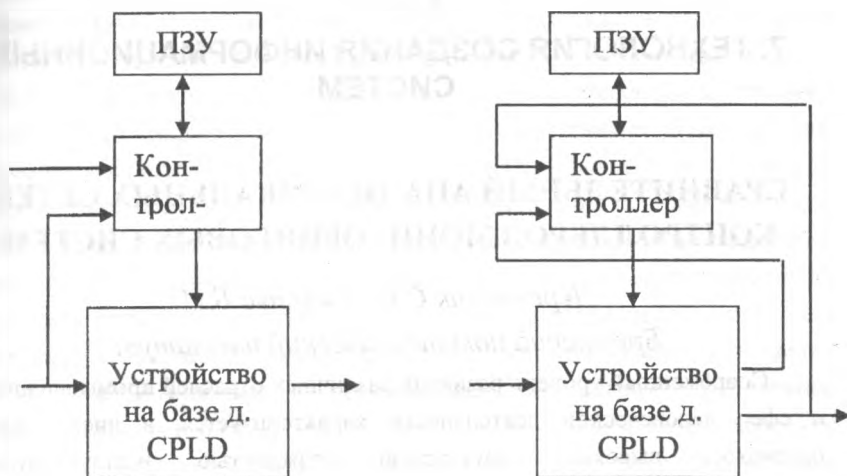 ПЗУ
Кон-
трол-
Устройство
на базе д.
CPLD
ПЗУ
Кон-
троллер
Устройство
на базе д.
CPLD